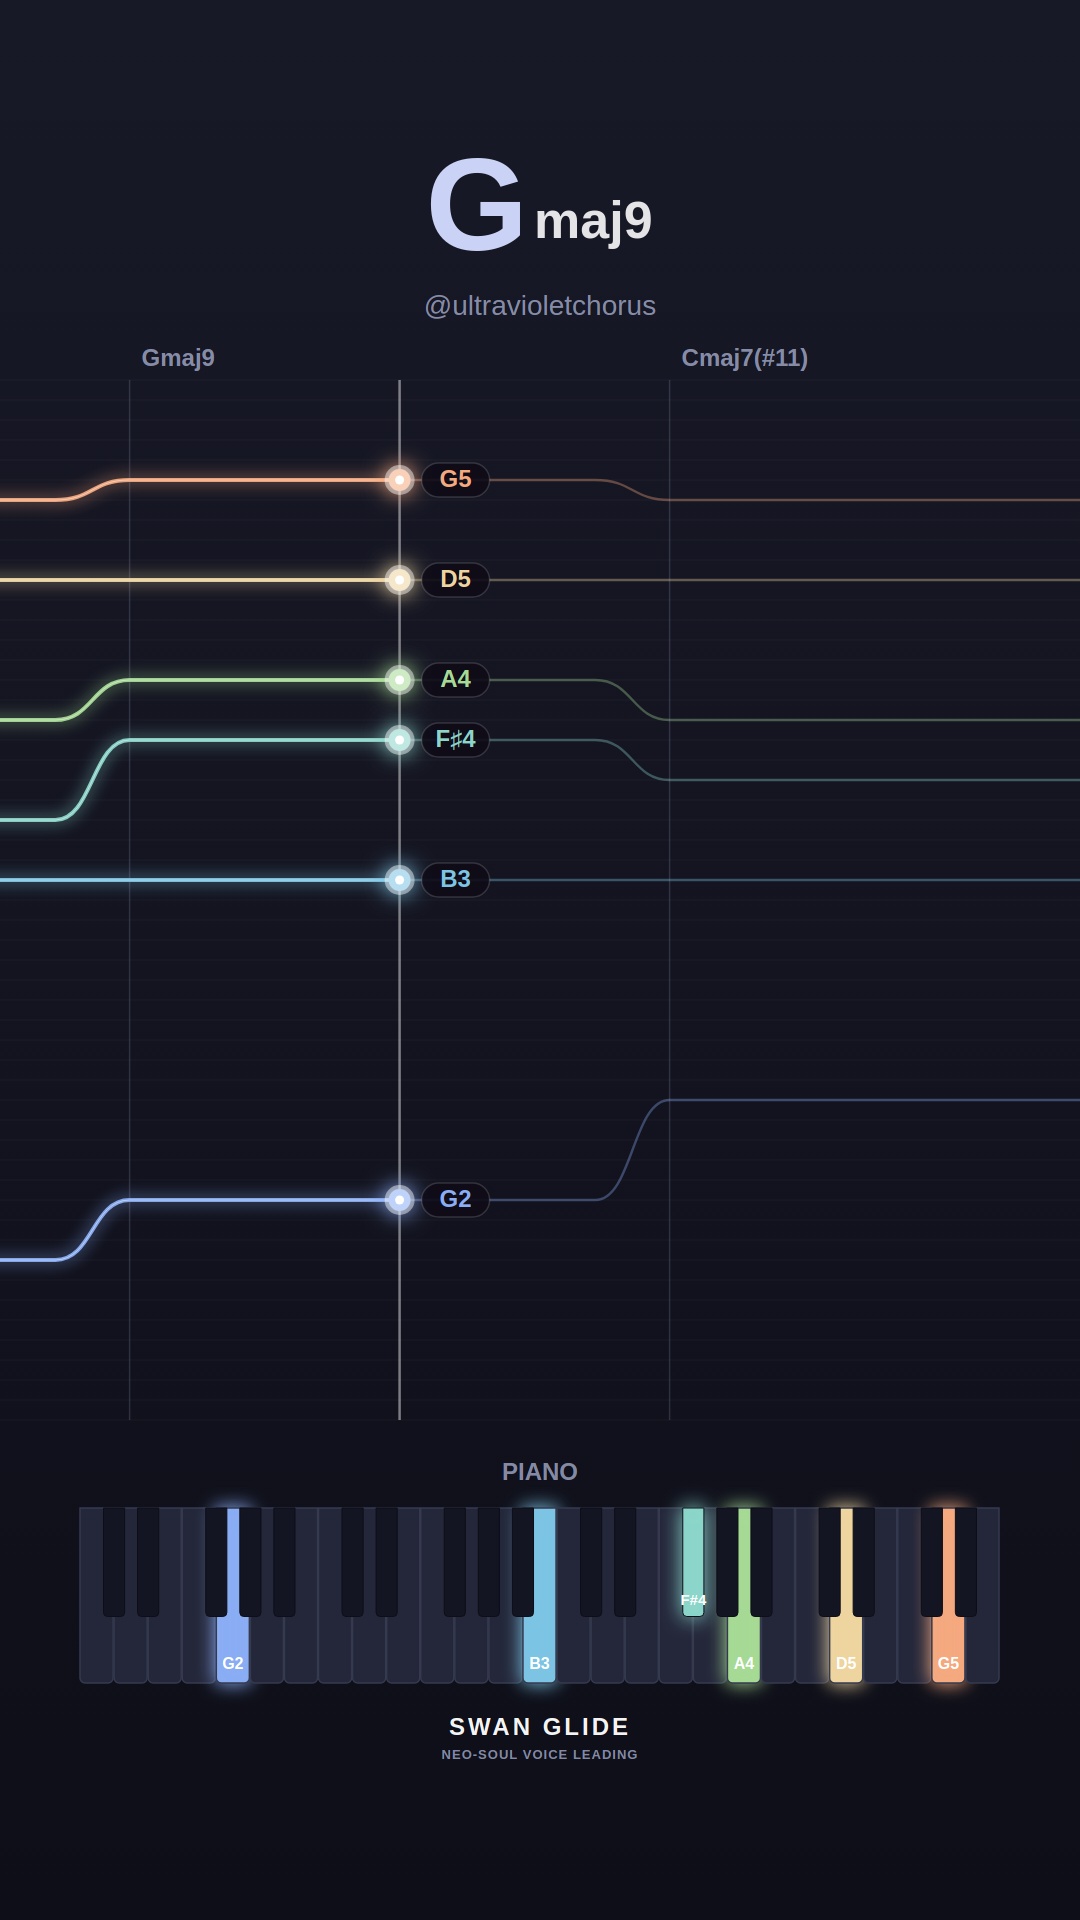 G maj9
@ultravioletchorus
Gmaj9 Cmaj7(#11)
G5
D5
A4
F♯4
B3
G2
PIANO
F#4
G2 B3 A4 D5 G5
SWAN GLIDE
NEO-SOUL VOICE LEADING